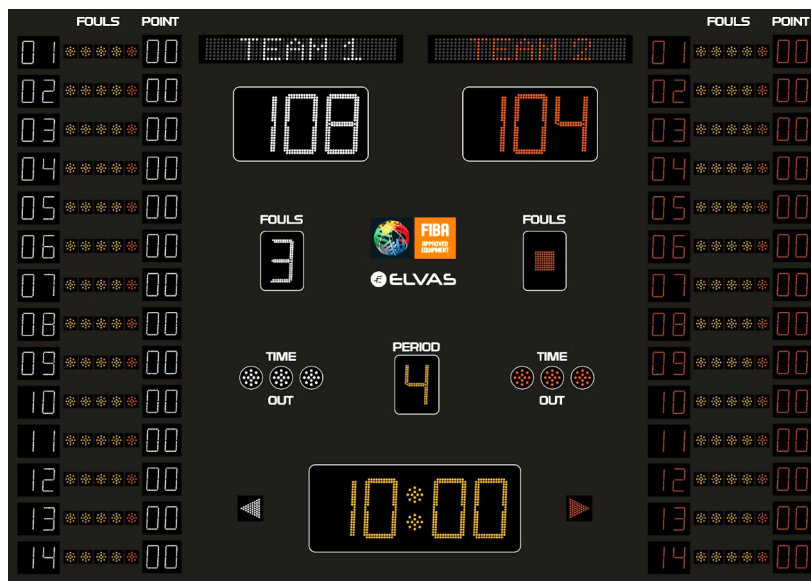 FOULS POINT FOULS POINT
01 00 TEAM 1 TEAM 2 01 00
02 00 108 104 02 00
03 00 03 00
04 00 04 00
05 00 05 00
FOULS FIBA FOULS
APPROVED
EQUIPMENT
06 00 3 06 00
07 00 ELVAS 07 00
08 00 08 00
PERIOD
09 00 TIME 4 TIME 09 00
10 00 OUT OUT 10 00
11 00 11 00
12 00 10:00 12 00
13 00 13 00
14 00 14 00